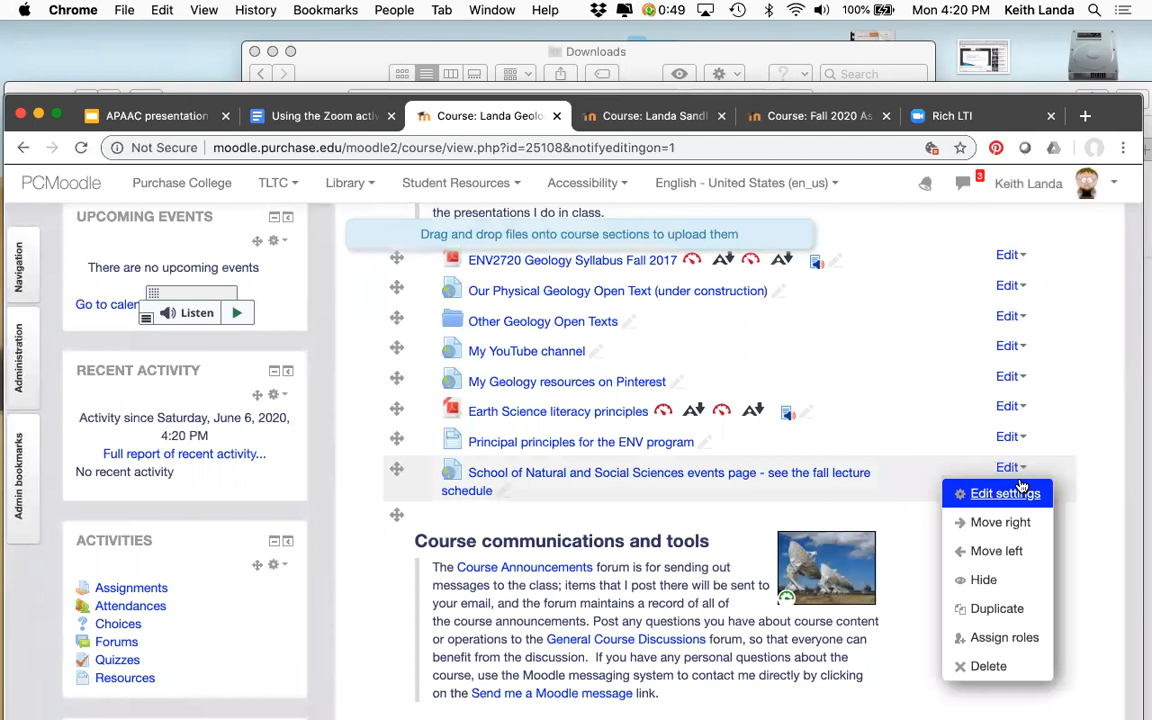 Chrome File Edit View History Bookmarks People Tab Window Help 0:49 100% Mon 4:20 PM Keith Landa
Downloads
Search
APAAC presentation Using the Zoom activ Course: Landa Geolo Course: Landa Sandl Course: Fall 2020 As Rich LTI
Not Secure moodle.purchase.edu/moodle2/course/view.php?id=25108&notifyeditingon=1
PCMoodle Purchase College TLTC Library Student Resources Accessibility English - United States (en_us) 3 Keith Landa
Navigation
Administration
Admin bookmarks
UPCOMING EVENTS
There are no upcoming events
Go to calen
Listen
RECENT ACTIVITY
Activity since Saturday, June 6, 2020,
4:20 PM
Full report of recent activity...
No recent activity
ACTIVITIES
Assignments
Attendances
Choices
Forums
Quizzes
Resources
the presentations I do in class.
Drag and drop files onto course sections to upload them
ENV2720 Geology Syllabus Fall 2017 Edit
Our Physical Geology Open Text (under construction) Edit
Other Geology Open Texts Edit
My YouTube channel Edit
My Geology resources on Pinterest Edit
Earth Science literacy principles Edit
Principal principles for the ENV program Edit
School of Natural and Social Sciences events page - see the fall lecture Edit
schedule
Edit settings
Move right
Move left
Hide
Duplicate
Assign roles
Delete
Course communications and tools
The Course Announcements forum is for sending out
messages to the class; items that I post there will be sent to
your email, and the forum maintains a record of all of
the course announcements. Post any questions you have about course content
or operations to the General Course Discussions forum, so that everyone can
benefit from the discussion. If you have any personal questions about the
course, use the Moodle messaging system to contact me directly by clicking
on the Send me a Moodle message link.